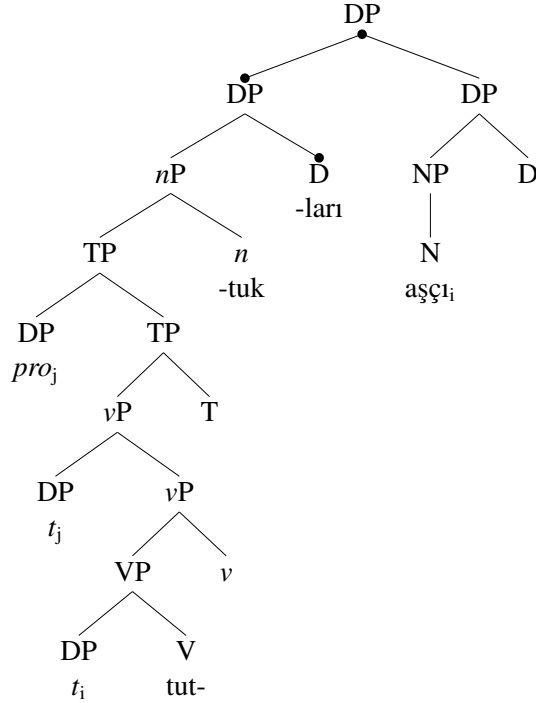 DP
DP DP
nP D NP D
-ları
TP n N
-tuk aşçıi
DP TP
proj
vP T
DP vP
tj
VP v
DP V
ti tut-